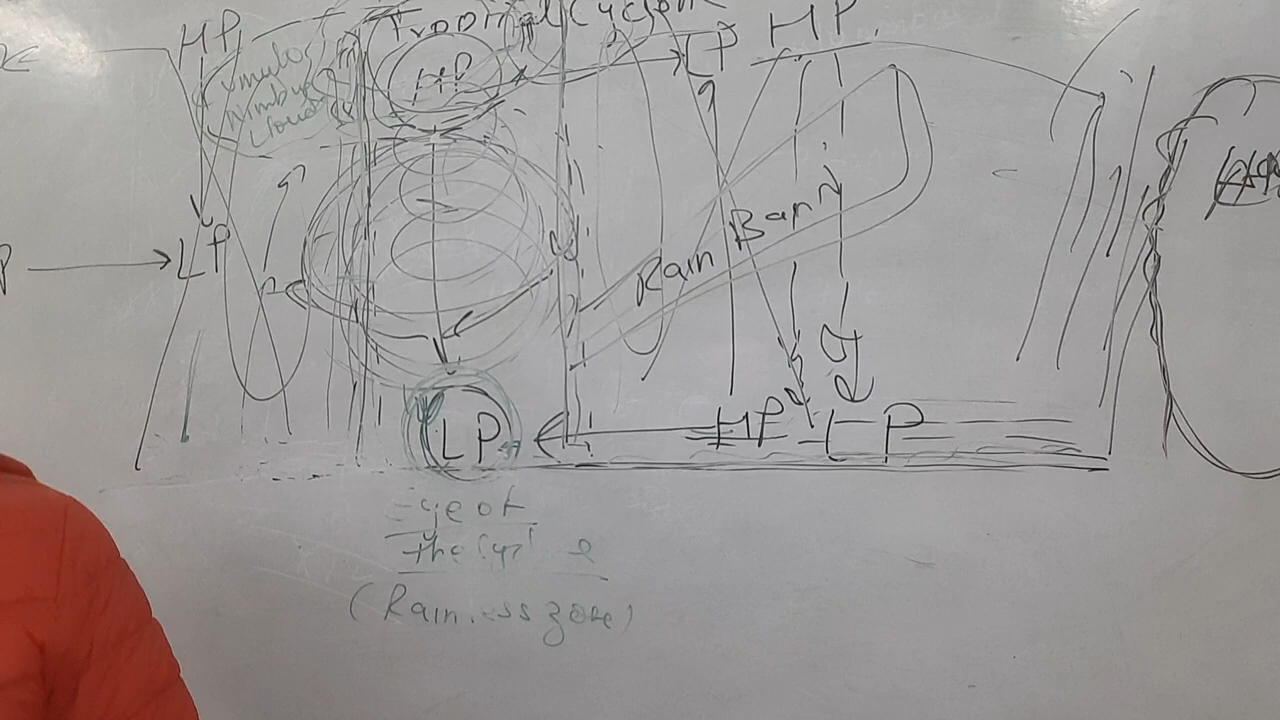 Tropical Cyclone
HP
HP
LP
HP
Cumulo
Nimbus
Cloud
LP
Rain Band
LP
HP
LP
Eye of
the
(Rainless zone)